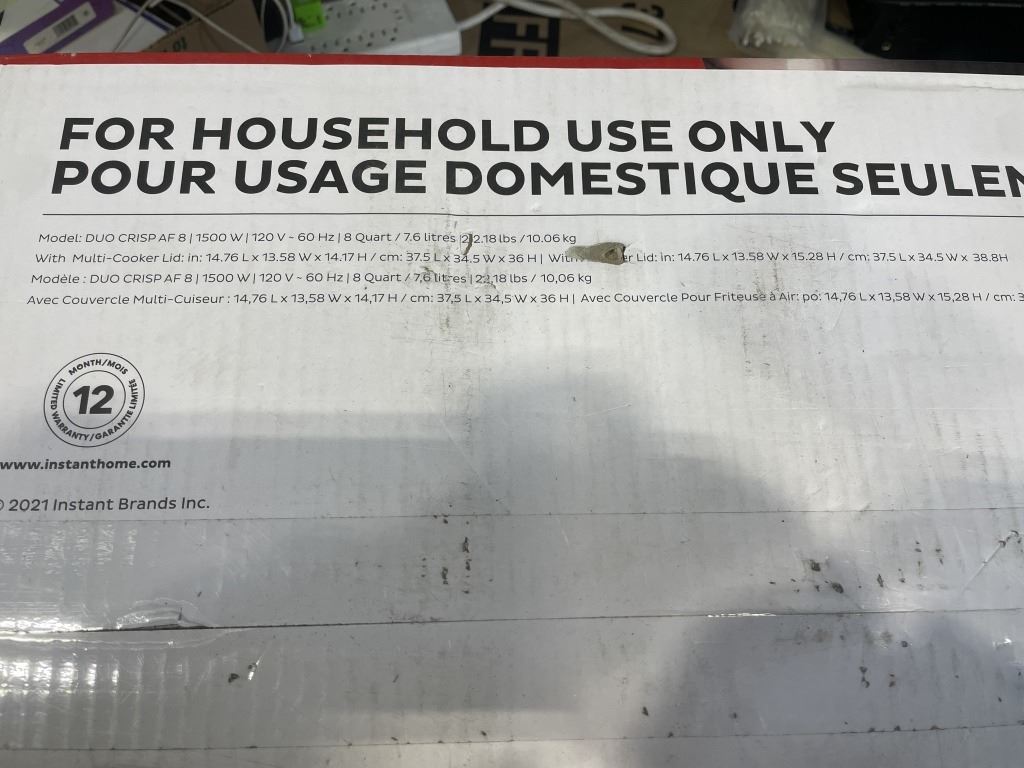 FOR HOUSEHOLD USE ONLY
POUR USAGE DOMESTIQUE SEULEM
Model: DUO CRISP AF 8 | 1500 W | 120 V ~ 60 Hz | 8 Quart / 7.6 litres | 22.18 lbs / 10.06 kg
With Multi-Cooker Lid: in: 14.76 L x 13.58 W x 14.17 H / cm: 37.5 L x 34.5 W x 36 H | With er Lid: in: 14.76 L x 13.58 W x 15.28 H / cm: 37.5 L x 34.5 W x 38.8H
Modèle : DUO CRISP AF 8 | 1500 W | 120 V ~ 60 Hz | 8 Quart / 7,6 litres | 22,18 lbs / 10,06 kg
Avec Couvercle Multi-Cuiseur : 14,76 L x 13,58 W x 14,17 H / cm: 37,5 L x 34,5 W x 36 H | Avec Couvercle Pour Friteuse à Air: po: 14,76 L x 13,58 W x 15,28 H / cm: 3
MONTH/MOIS
12
LIMITED WARRANTY/GARANTIE LIMITÉE
www.instanthome.com
© 2021 Instant Brands Inc.